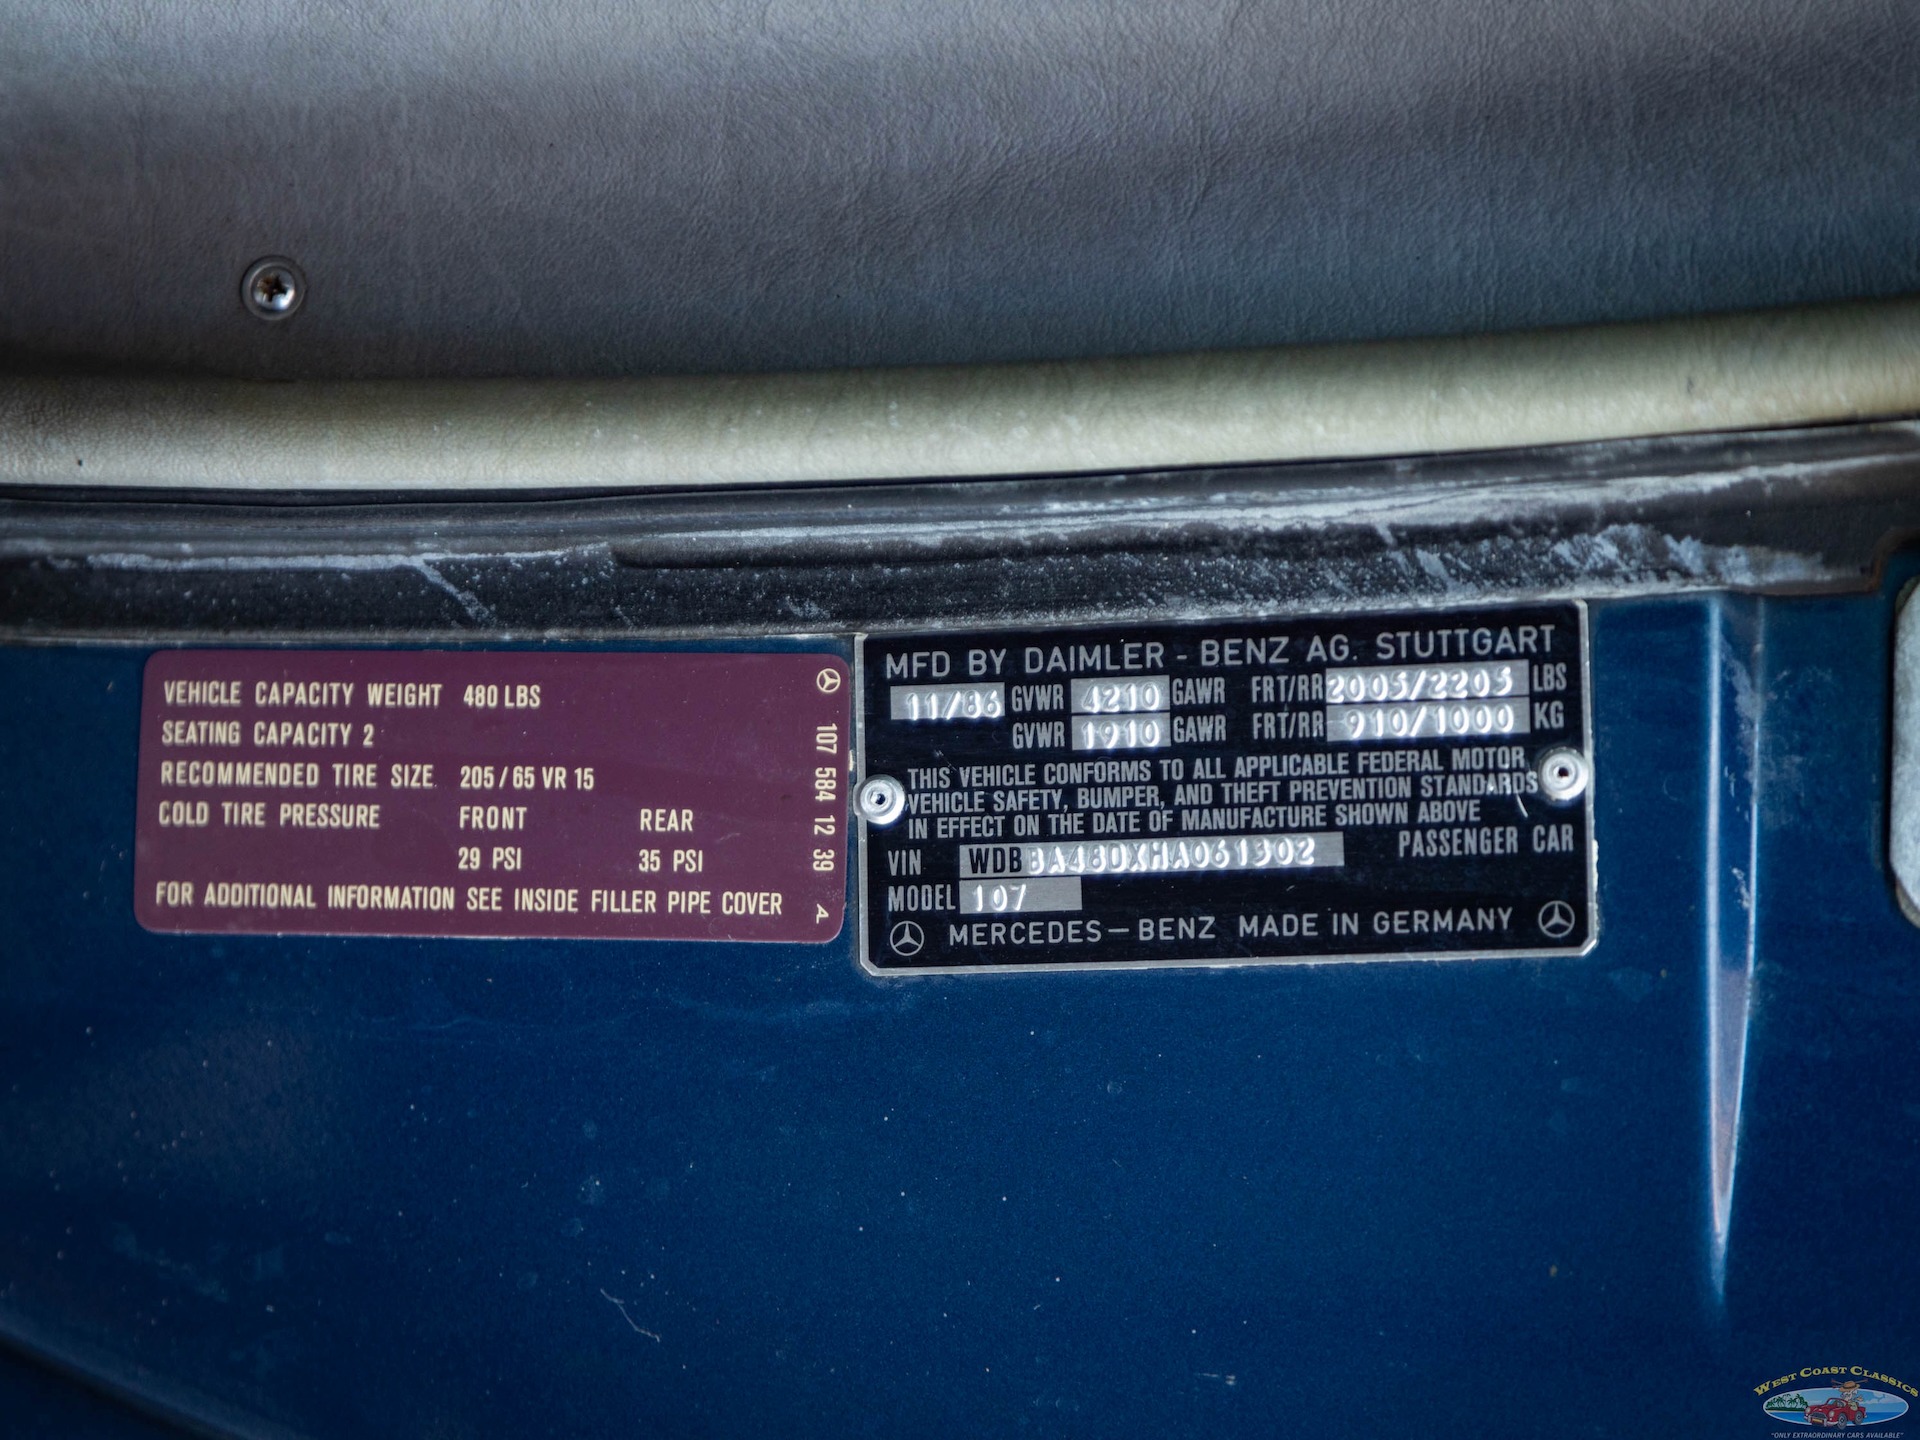 VEHICLE CAPACITY WEIGHT 480 LBS
SEATING CAPACITY 2
RECOMMENDED TIRE SIZE 205/65 VR 15
COLD TIRE PRESSURE FRONT REAR
29 PSI 35 PSI
FOR ADDITIONAL INFORMATION SEE INSIDE FILLER PIPE COVER
107 584 12 39 A
MFD BY DAIMLER-BENZ AG. STUTTGART
11/86 GVWR 4210 GAWR FRT/RR 2005/2205 LBS
GVWR 1910 GAWR FRT/RR 910/1000 KG
THIS VEHICLE CONFORMS TO ALL APPLICABLE FEDERAL MOTOR
VEHICLE SAFETY, BUMPER, AND THEFT PREVENTION STANDARDS
IN EFFECT ON THE DATE OF MANUFACTURE SHOWN ABOVE
VIN WDBBA48DXHA061302 PASSENGER CAR
MODEL 107
MERCEDES-BENZ MADE IN GERMANY
WEST COAST CLASSICS
"ONLY EXTRAORDINARY CARS AVAILABLE"